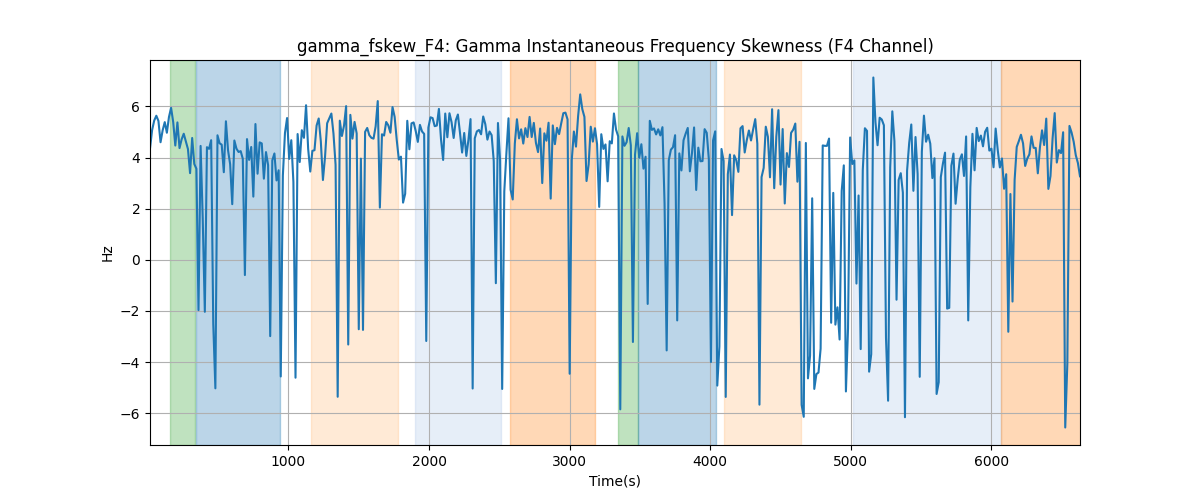 gamma_fskew_F4: Gamma Instantaneous Frequency Skewness (F4 Channel)
6
4
2
0
−2
−4
−6
Hz
1000 2000 3000 4000 5000 6000
Time(s)